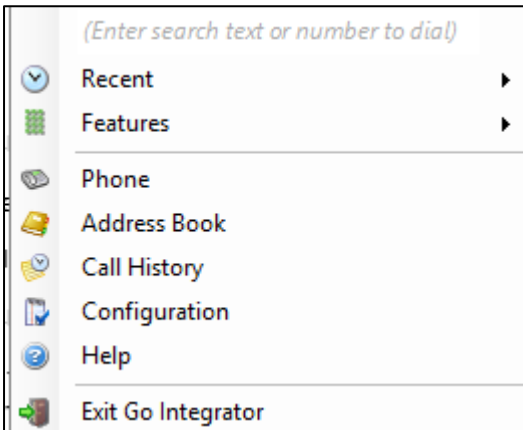 (Enter search text or number to dial)
Recent
Features
Phone
Address Book
Call History
Configuration
Help
Exit Go Integrator